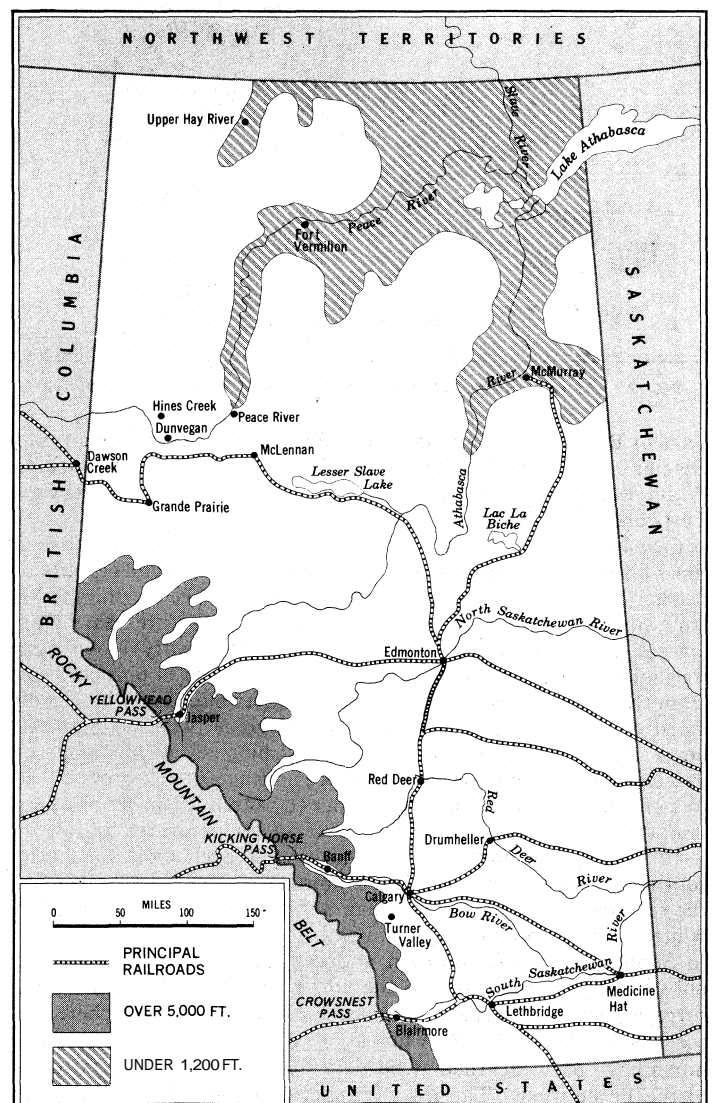 NORTHWEST TERRITORIES
Upper Hay River
Slave River
Lake Athabasca
Peace River
Fort
Vermilion
BRITISH COLUMBIA
SASKATCHEWAN
River
McMurray
Hines Creek
Dunvegan
Peace River
McLennan
Dawson
Creek
Lesser Slave
Lake
Athabasca
Grande Prairie
Lac La
Biche
North Saskatchewan River
Edmonton
ROCKY
YELLOWHEAD
PASS
Jasper
MOUNTAIN
Red Deer
Red
KICKING HORSE
PASS
Drumheller
Deer
River
Banff
Calgary
Bow River
River
Turner
Valley
BELT
South Saskatchewan
Medicine
Hat
CROWSNEST
PASS
Lethbridge
Blairmore
MILES
0 50 100 150
PRINCIPAL
RAILROADS
OVER 5,000 FT.
UNDER 1,200 FT.
UNITED STATES